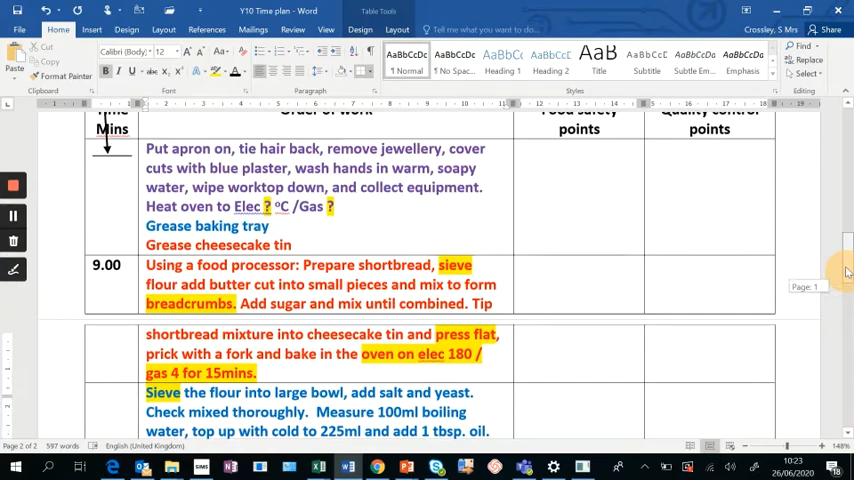 Y10 Time plan - Word
Table Tools
Crossley, S Mrs
Share
File
Home
Insert
Draw
Design
Layout
References
Mailings
Review
View
Help
Design
Layout
Tell me what you want to do
Cut
Copy
Format Painter
Paste
Clipboard
Calibri (Body)
12
Font
Paragraph
AaBbCcDc
¶ Normal
AaBbCcDc
¶ No Spac...
AaBbCc
Heading 1
AaBbCcC
Heading 2
AaB
Title
AaBbCcD
Subtitle
AaBbCcDc
Subtle Em...
AaBbCcDc
Emphasis
Styles
Find
Replace
Select
Editing
Time
Mins
Order of work
Food safety
points
Quality control
points
Put apron on, tie hair back, remove jewellery, cover
cuts with blue plaster, wash hands in warm, soapy
water, wipe worktop down, and collect equipment.
Heat oven to Elec ? ºC /Gas ?
Grease baking tray
Grease cheesecake tin
9.00
Using a food processor: Prepare shortbread, sieve
flour add butter cut into small pieces and mix to form
breadcrumbs. Add sugar and mix until combined. Tip
Page: 1
shortbread mixture into cheesecake tin and press flat,
prick with a fork and bake in the oven on elec 180 /
gas 4 for 15mins.
Sieve the flour into large bowl, add salt and yeast.
Check mixed thoroughly. Measure 100ml boiling
water, top up with cold to 225ml and add 1 tbsp. oil.
Page 2 of 2
597 words
English (United Kingdom)
148%
10:23
26/06/2020